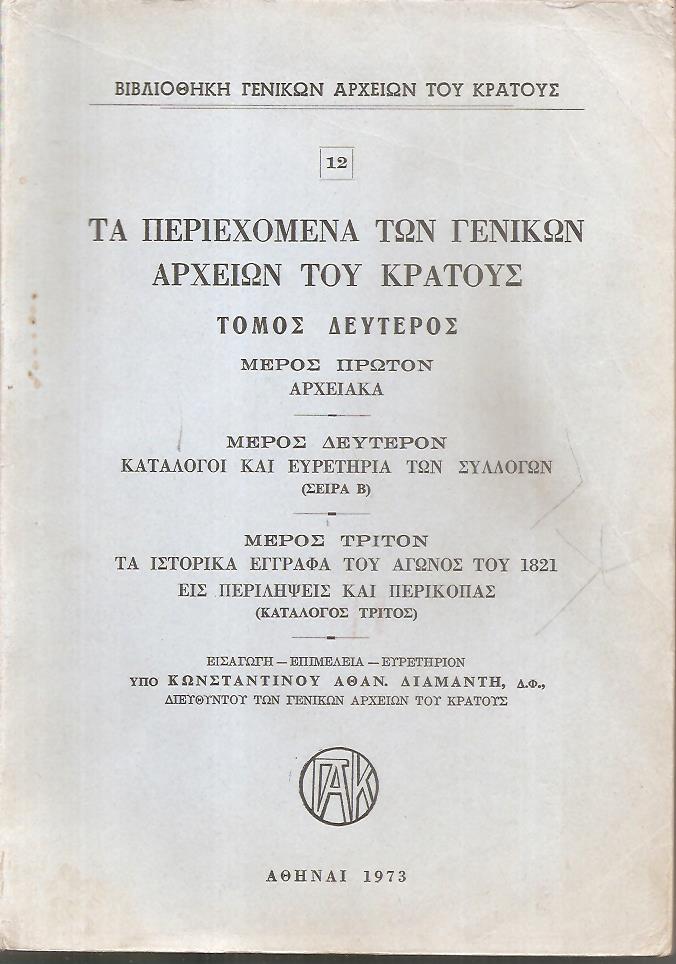 ΒΙΒΛΙΟΘΗΚΗ ΓΕΝΙΚΩΝ ΑΡΧΕΙΩΝ ΤΟΥ ΚΡΑΤΟΥΣ
12
ΤΑ ΠΕΡΙΕΧΟΜΕΝΑ ΤΩΝ ΓΕΝΙΚΩΝ
ΑΡΧΕΙΩΝ ΤΟΥ ΚΡΑΤΟΥΣ
ΤΟΜΟΣ ΔΕΥΤΕΡΟΣ
ΜΕΡΟΣ ΠΡΩΤΟΝ
ΑΡΧΕΙΑΚΑ
ΜΕΡΟΣ ΔΕΥΤΕΡΟΝ
ΚΑΤΑΛΟΓΟΙ ΚΑΙ ΕΥΡΕΤΗΡΙΑ ΤΩΝ ΣΥΛΛΟΓΩΝ
(ΣΕΙΡΑ Β)
ΜΕΡΟΣ ΤΡΙΤΟΝ
ΤΑ ΙΣΤΟΡΙΚΑ ΕΓΓΡΑΦΑ ΤΟΥ ΑΓΩΝΟΣ ΤΟΥ 1821
ΕΙΣ ΠΕΡΙΛΗΨΕΙΣ ΚΑΙ ΠΕΡΙΚΟΠΑΣ
(ΚΑΤΑΛΟΓΟΣ ΤΡΙΤΟΣ)
ΕΙΣΑΓΩΓΗ — ΕΠΙΜΕΛΕΙΑ — ΕΥΡΕΤΗΡΙΟΝ
ΥΠΟ ΚΩΝΣΤΑΝΤΙΝΟΥ ΑΘΑΝ. ΔΙΑΜΑΝΤΗ, Δ.Φ.,
ΔΙΕΥΘΥΝΤΟΥ ΤΩΝ ΓΕΝΙΚΩΝ ΑΡΧΕΙΩΝ ΤΟΥ ΚΡΑΤΟΥΣ
ΓΑΚ
ΑΘΗΝΑΙ 1973